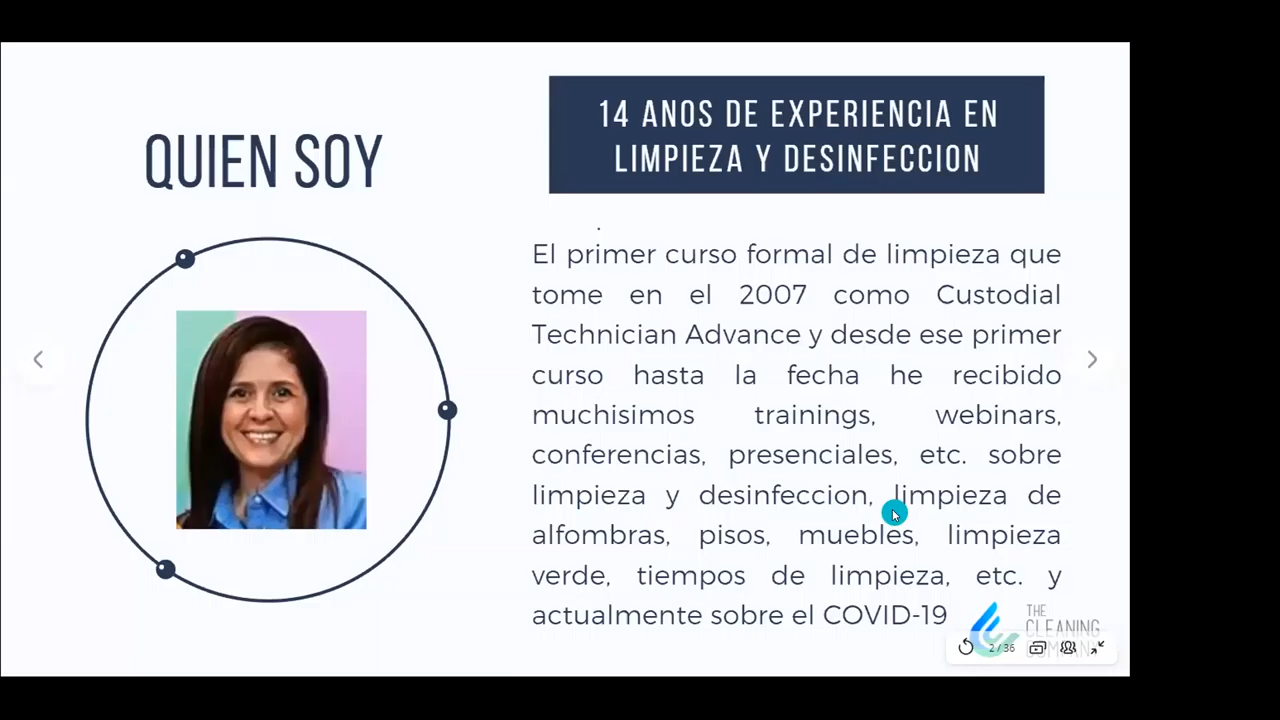 QUIEN SOY
14 ANOS DE EXPERIENCIA EN
LIMPIEZA Y DESINFECCION
El primer curso formal de limpieza que
tome en el 2007 como Custodial
Technician Advance y desde ese primer
curso hasta la fecha he recibido
muchisimos trainings, webinars,
conferencias, presenciales, etc. sobre
limpieza y desinfeccion, limpieza de
alfombras, pisos, muebles, limpieza
verde, tiempos de limpieza, etc. y
actualmente sobre el COVID-19
THE
CLEANING
COMPANY
2 / 36